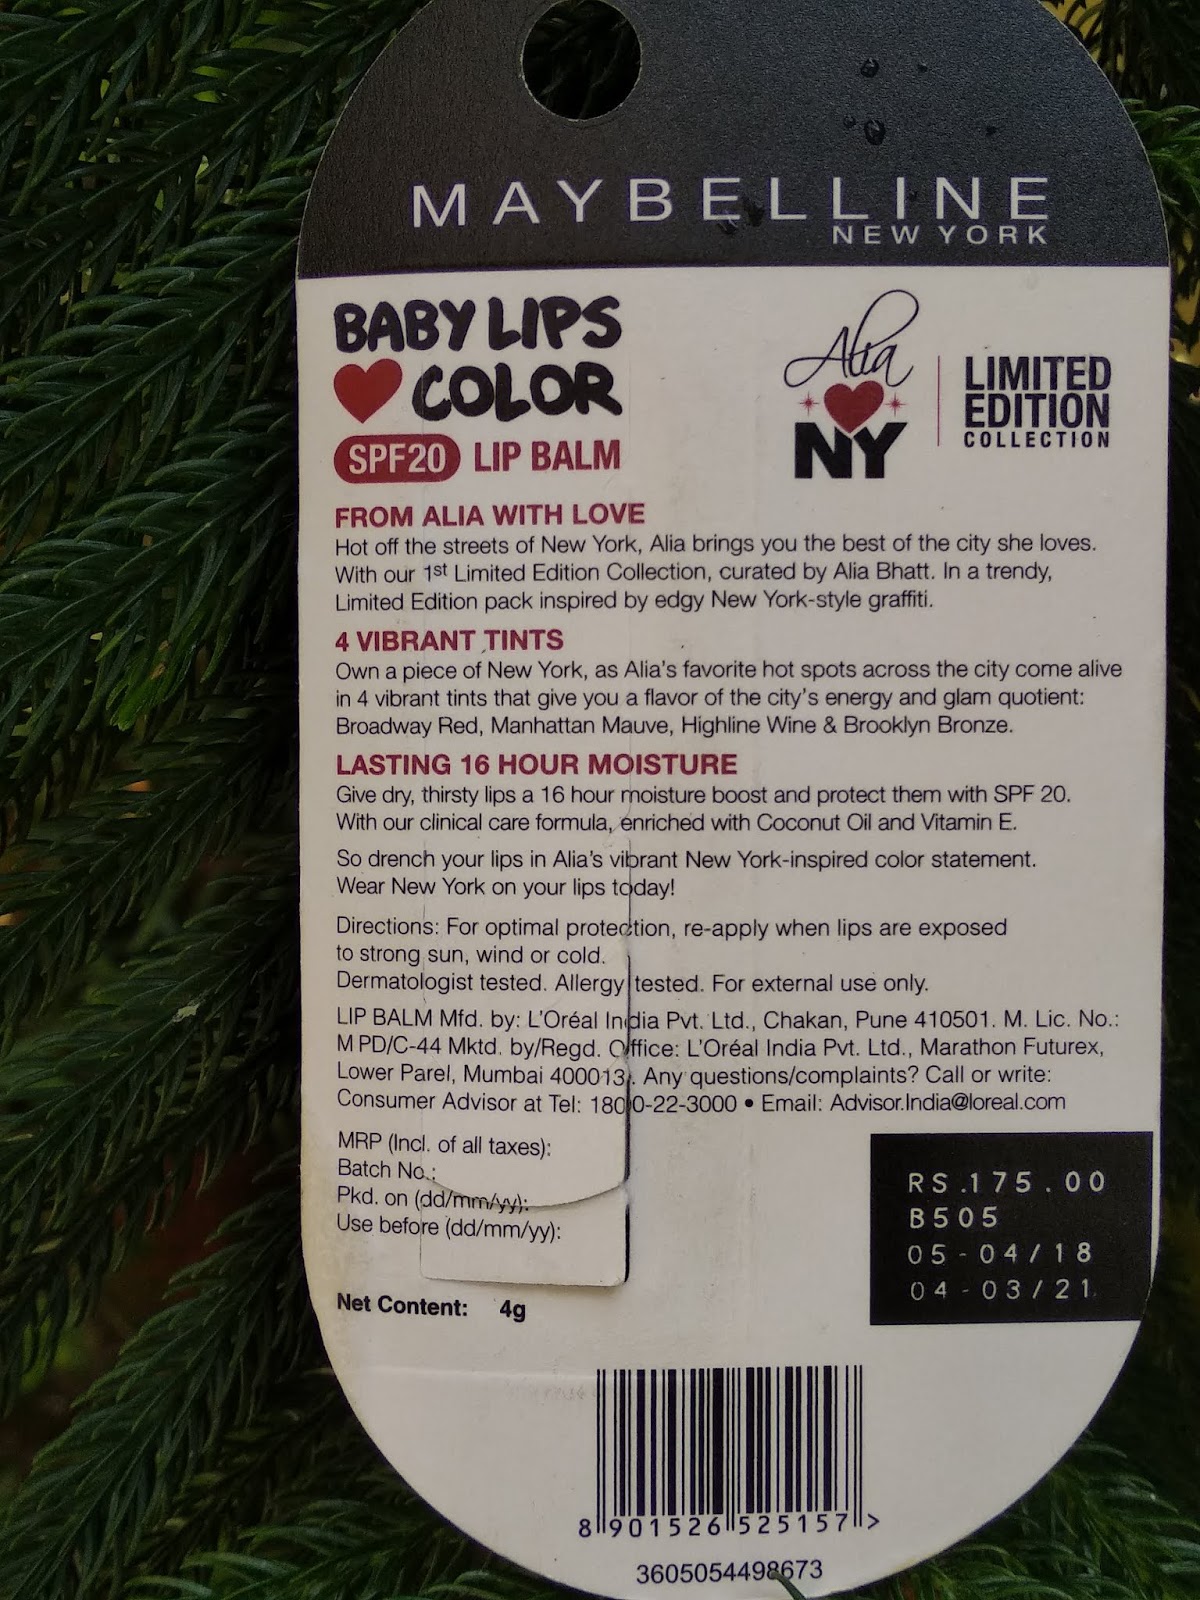 MAYBELLINE
NEW YORK
BABY LIPS
COLOR
SPF20 LIP BALM
Alia
NY
LIMITED
EDITION
COLLECTION
FROM ALIA WITH LOVE
Hot off the streets of New York, Alia brings you the best of the city she loves.
With our 1st Limited Edition Collection, curated by Alia Bhatt. In a trendy,
Limited Edition pack inspired by edgy New York-style graffiti.
4 VIBRANT TINTS
Own a piece of New York, as Alia's favorite hot spots across the city come alive
in 4 vibrant tints that give you a flavor of the city's energy and glam quotient:
Broadway Red, Manhattan Mauve, Highline Wine & Brooklyn Bronze.
LASTING 16 HOUR MOISTURE
Give dry, thirsty lips a 16 hour moisture boost and protect them with SPF 20.
With our clinical care formula, enriched with Coconut Oil and Vitamin E.
So drench your lips in Alia's vibrant New York-inspired color statement.
Wear New York on your lips today!
Directions: For optimal protection, re-apply when lips are exposed
to strong sun, wind or cold.
Dermatologist tested. Allergy tested. For external use only.
LIP BALM Mfd. by: L'Oréal India Pvt. Ltd., Chakan, Pune 410501. M. Lic. No.:
M PD/C-44 Mktd. by/Regd. Office: L'Oréal India Pvt. Ltd., Marathon Futurex,
Lower Parel, Mumbai 400013. Any questions/complaints? Call or write:
Consumer Advisor at Tel: 1800-22-3000 • Email: Advisor.India@loreal.com
MRP (Incl. of all taxes):
Batch No.:
Pkd. on (dd/mm/yy):
Use before (dd/mm/yy):
RS.175.00
B505
05-04/18
04-03/21
Net Content: 4g
8 901526 525157 >
3605054498673